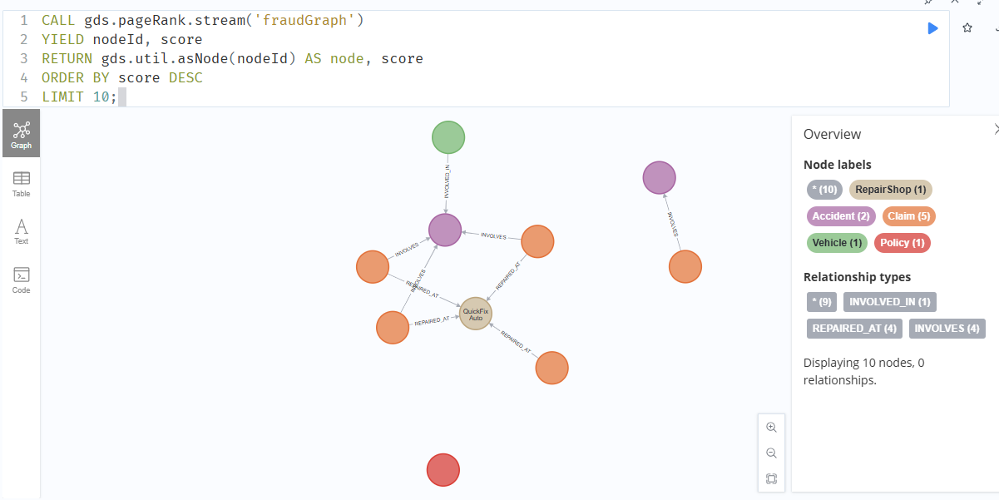 1 CALL gds.pageRank.stream('fraudGraph')
2 YIELD nodeId, score
3 RETURN gds.util.asNode(nodeId) AS node, score
4 ORDER BY score DESC
5 LIMIT 10;
Graph
Table
Text
Code
INVOLVED_IN
INVOLVES
INVOLVES
INVOLVES
INVOLVES
REPAIRED_AT
REPAIRED_AT
REPAIRED_AT
REPAIRED_AT
QuickFix
Auto
Overview
Node labels
* (10) RepairShop (1)
Accident (2) Claim (5)
Vehicle (1) Policy (1)
Relationship types
* (9) INVOLVED_IN (1)
REPAIRED_AT (4) INVOLVES (4)
Displaying 10 nodes, 0
relationships.